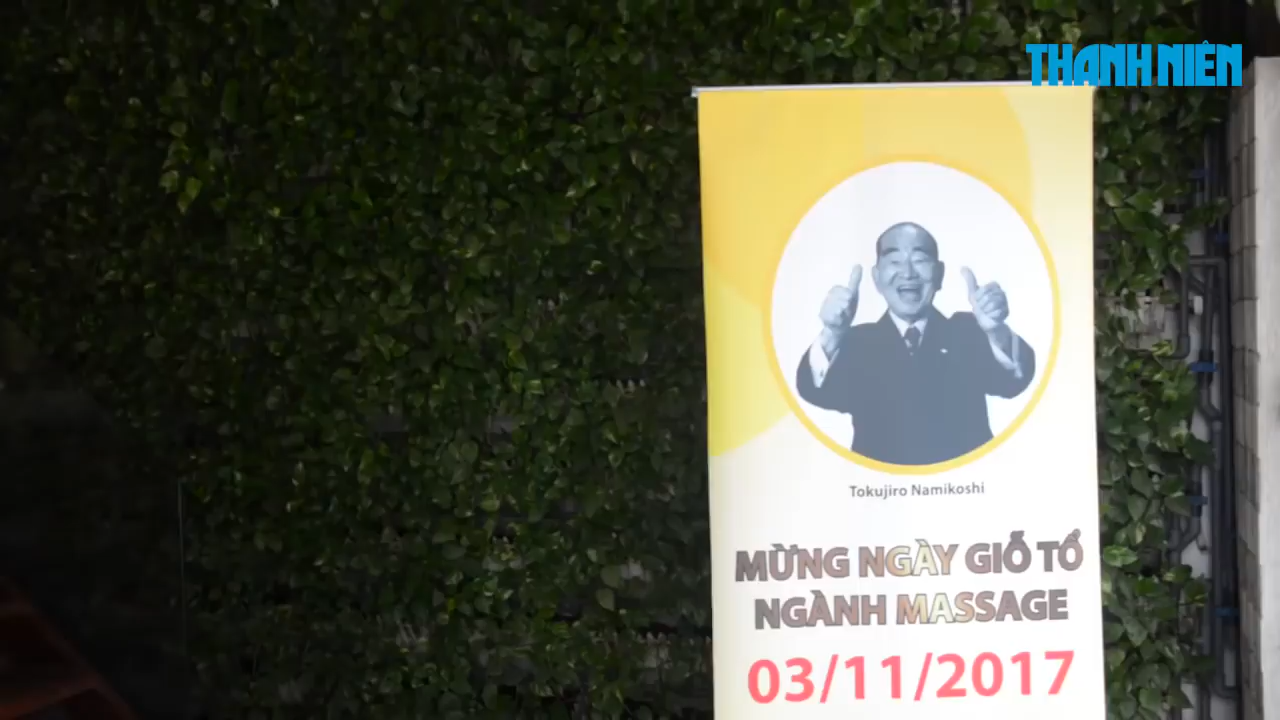 THANH NIÊN
Tokujiro Namikoshi
MỪNG NGÀY GIỖ TỔ
NGÀNH MASSAGE
03/11/2017